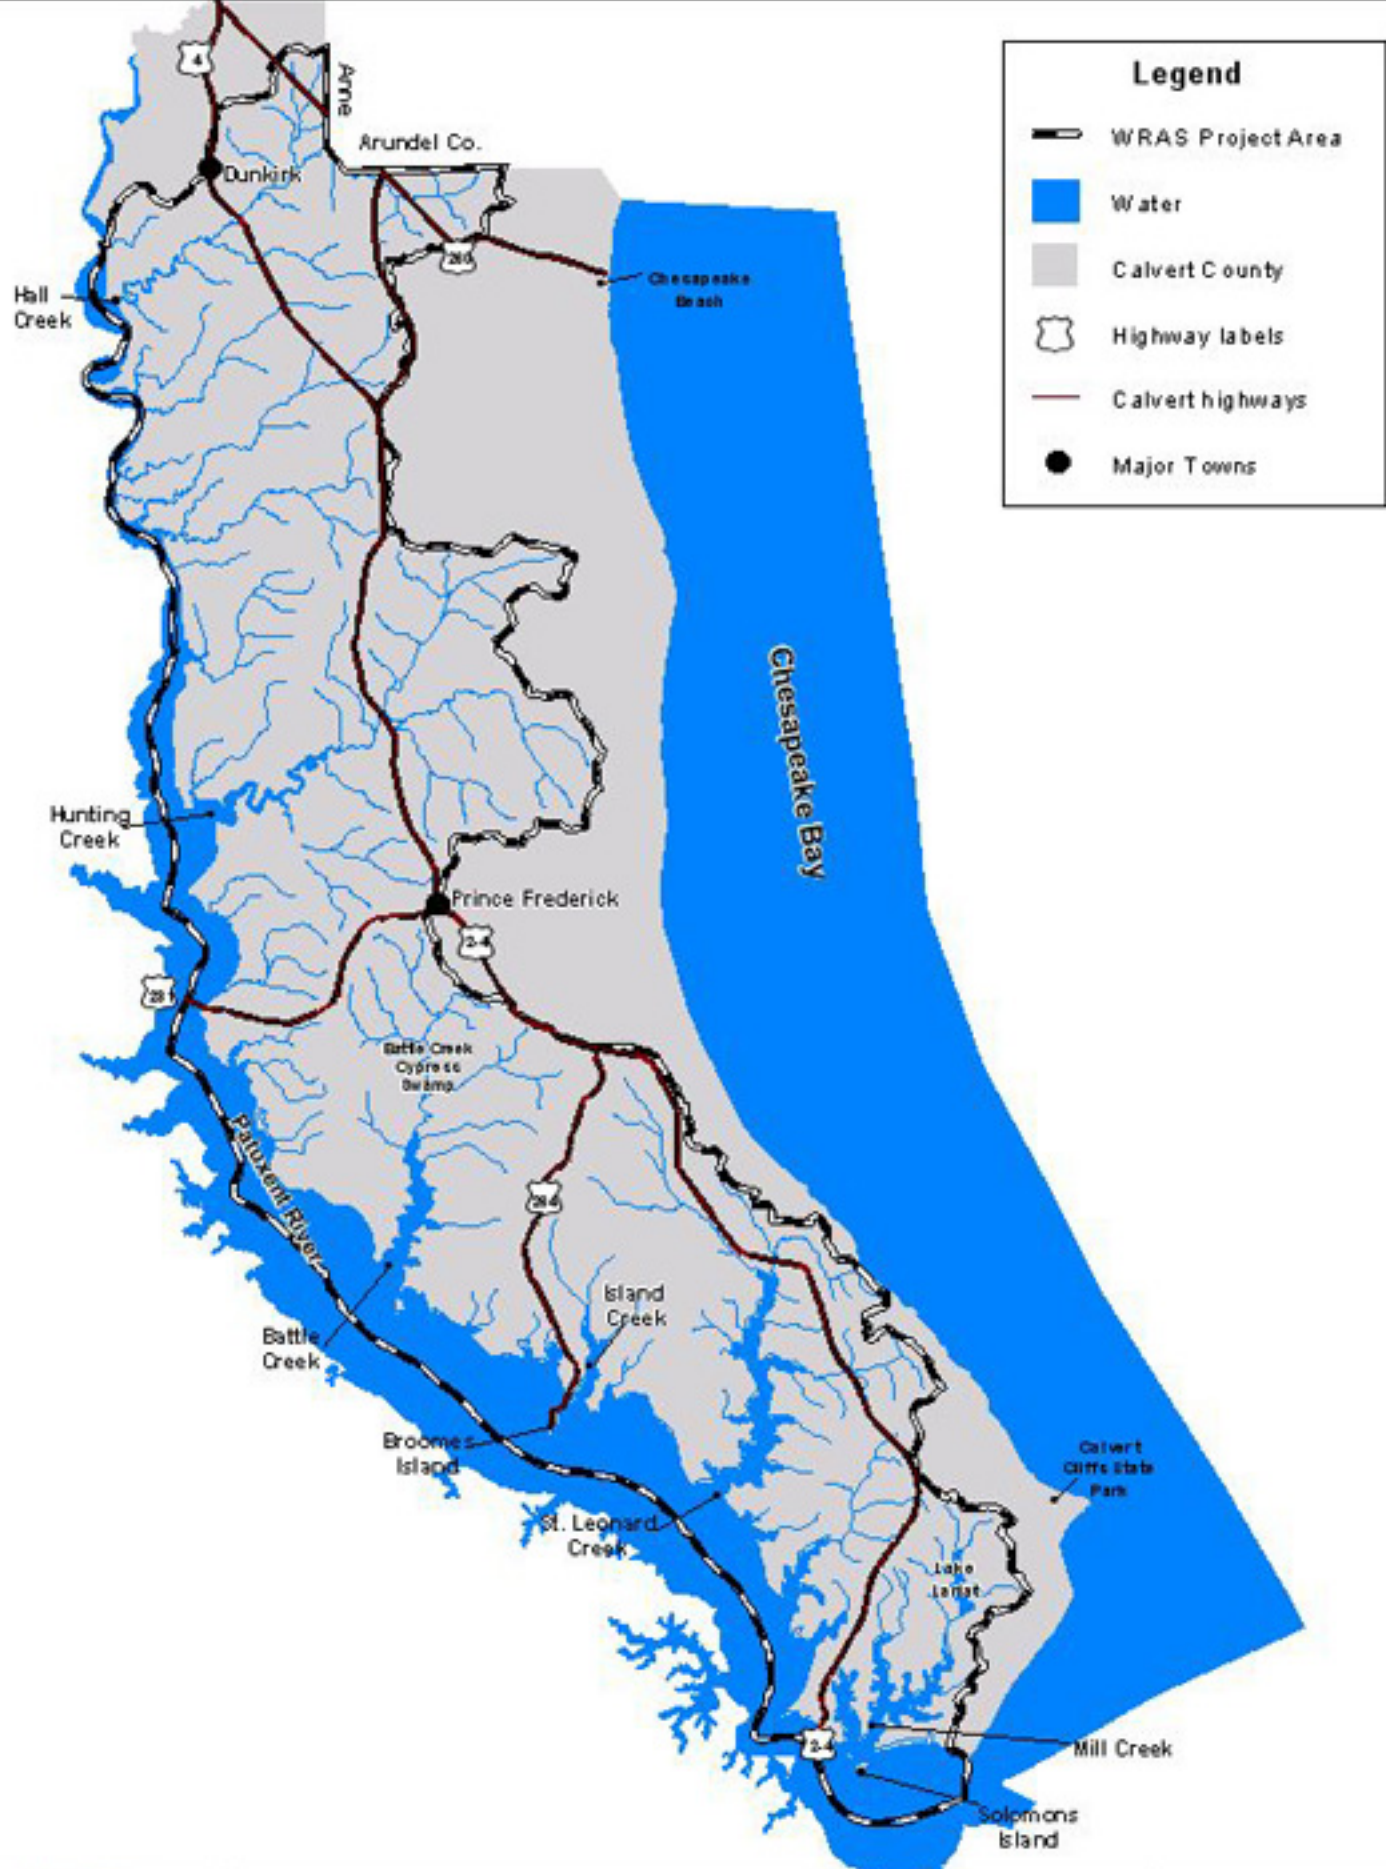 Legend
WRAS Project Area
Water
Calvert County
Highway labels
Calvert highways
Major Towns
4
Anne
Arundel Co.
Dunkirk
260
Chesapeake
Beach
Hall
Creek
Chesapeake Bay
Hunting
Creek
Prince Frederick
2-4
231
Battle Creek
Cypress
Swamp
Patuxent River
264
Island
Creek
Battle
Creek
Broomes
Island
Calvert
Cliffs State
Park
St. Leonard
Creek
Lake
Lariat
2-4
Mill Creek
Solomons
Island